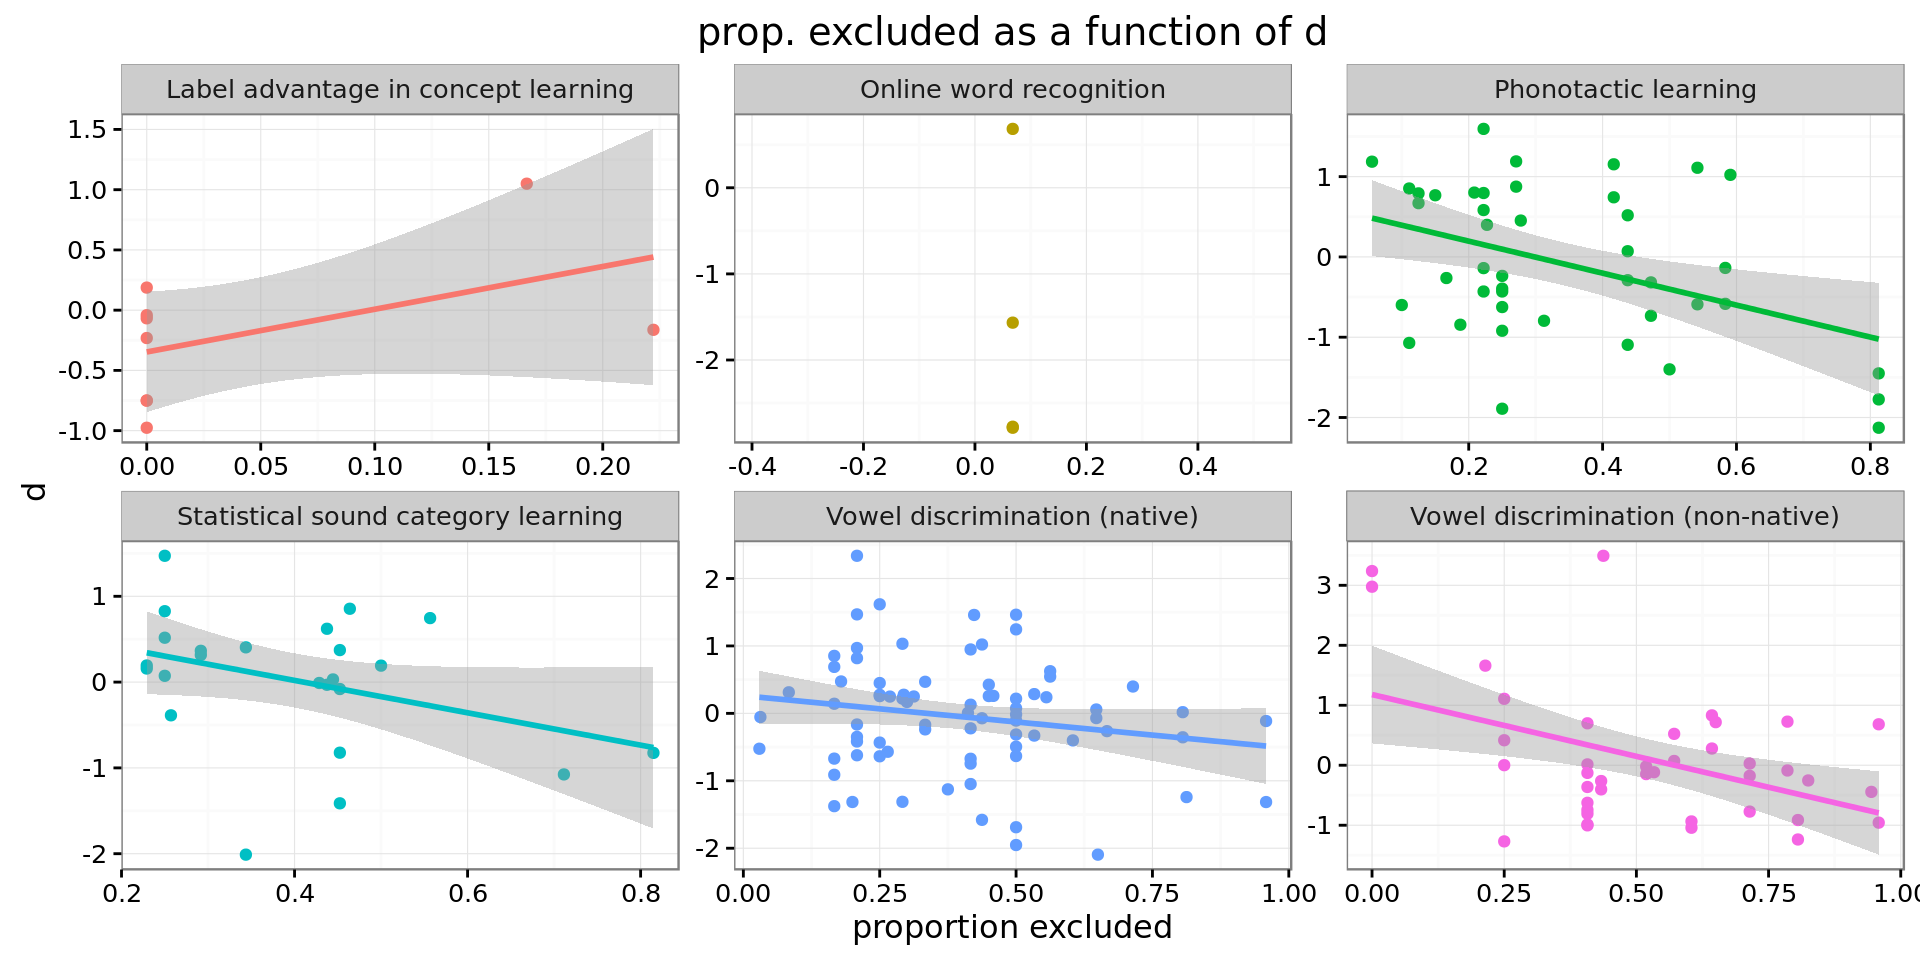 prop. excluded as a function of d
Label advantage in concept learning
Online word recognition
Phonotactic learning
1.5
1.0
0.5
0.0
-0.5
-1.0
0
-1
-2
1
0
-1
-2
0.00 0.05 0.10 0.15 0.20
-0.4 -0.2 0.0 0.2 0.4
0.2 0.4 0.6 0.8
d
Statistical sound category learning
Vowel discrimination (native)
Vowel discrimination (non-native)
1
0
-1
-2
2
1
0
-1
-2
3
2
1
0
-1
0.2 0.4 0.6 0.8
0.00 0.25 0.50 0.75 1.00
0.00 0.25 0.50 0.75 1.00
proportion excluded